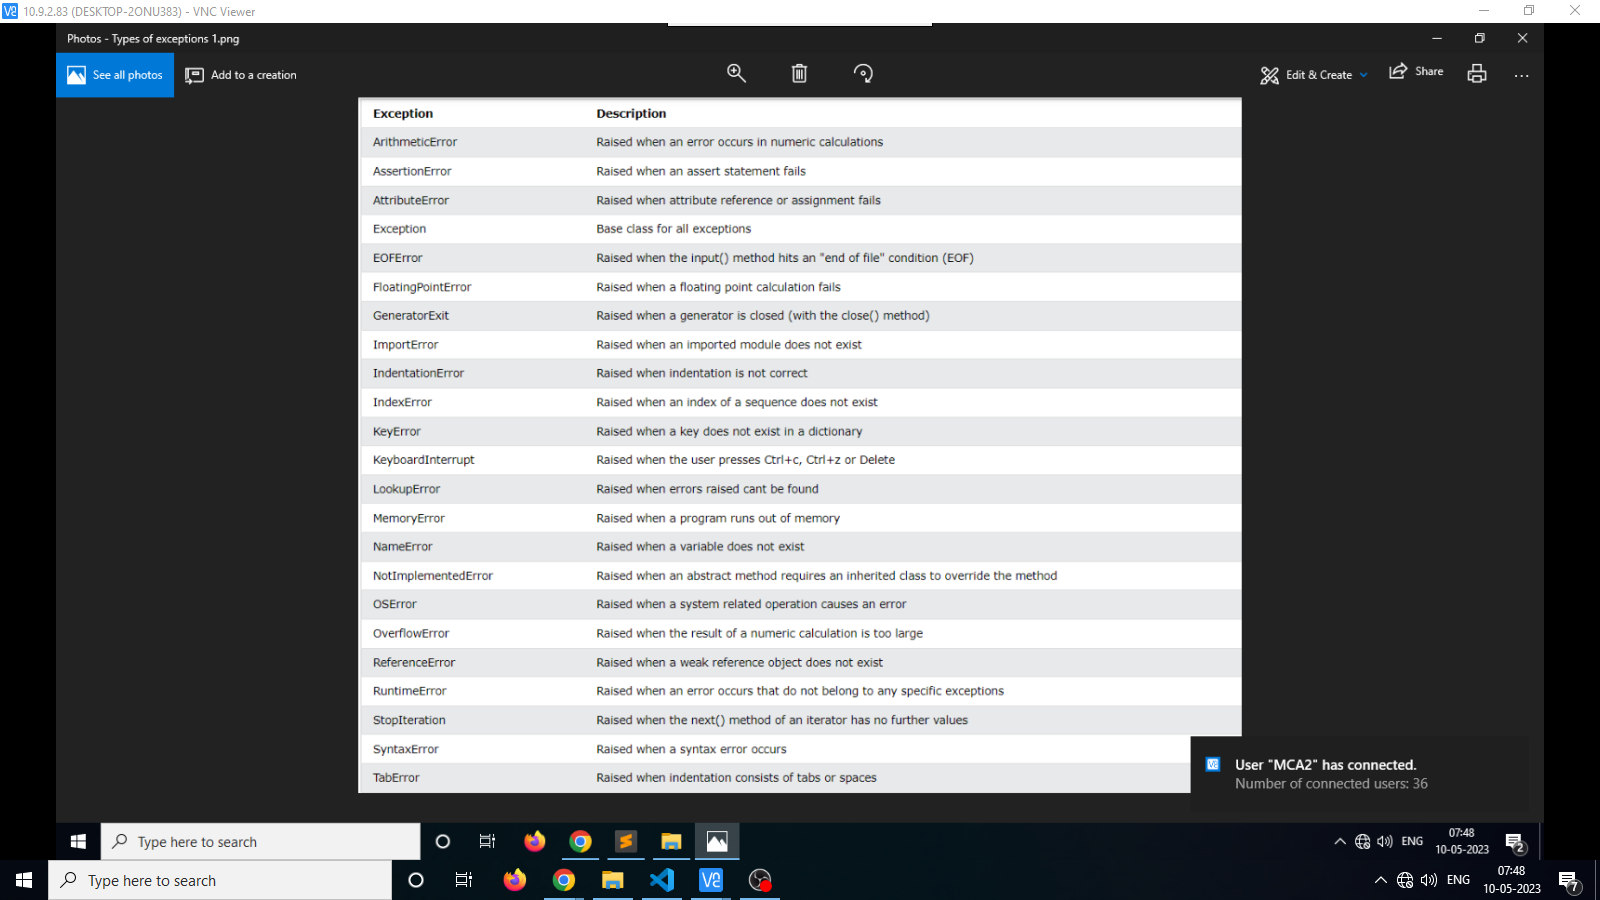 10.9.2.83 (DESKTOP-2ONU383) - VNC Viewer
Photos - Types of exceptions 1.png
See all photos
Add to a creation
Edit & Create
Share
Exception Description
ArithmeticError Raised when an error occurs in numeric calculations
AssertionError Raised when an assert statement fails
AttributeError Raised when attribute reference or assignment fails
Exception Base class for all exceptions
EOFError Raised when the input() method hits an "end of file" condition (EOF)
FloatingPointError Raised when a floating point calculation fails
GeneratorExit Raised when a generator is closed (with the close() method)
ImportError Raised when an imported module does not exist
IndentationError Raised when indentation is not correct
IndexError Raised when an index of a sequence does not exist
KeyError Raised when a key does not exist in a dictionary
KeyboardInterrupt Raised when the user presses Ctrl+c, Ctrl+z or Delete
LookupError Raised when errors raised cant be found
MemoryError Raised when a program runs out of memory
NameError Raised when a variable does not exist
NotImplementedError Raised when an abstract method requires an inherited class to override the method
OSError Raised when a system related operation causes an error
OverflowError Raised when the result of a numeric calculation is too large
ReferenceError Raised when a weak reference object does not exist
RuntimeError Raised when an error occurs that do not belong to any specific exceptions
StopIteration Raised when the next() method of an iterator has no further values
SyntaxError Raised when a syntax error occurs
TabError Raised when indentation consists of tabs or spaces
User "MCA2" has connected.
Number of connected users: 36
Type here to search
ENG
07:48
10-05-2023
2
Type here to search
ENG
07:48
10-05-2023
7